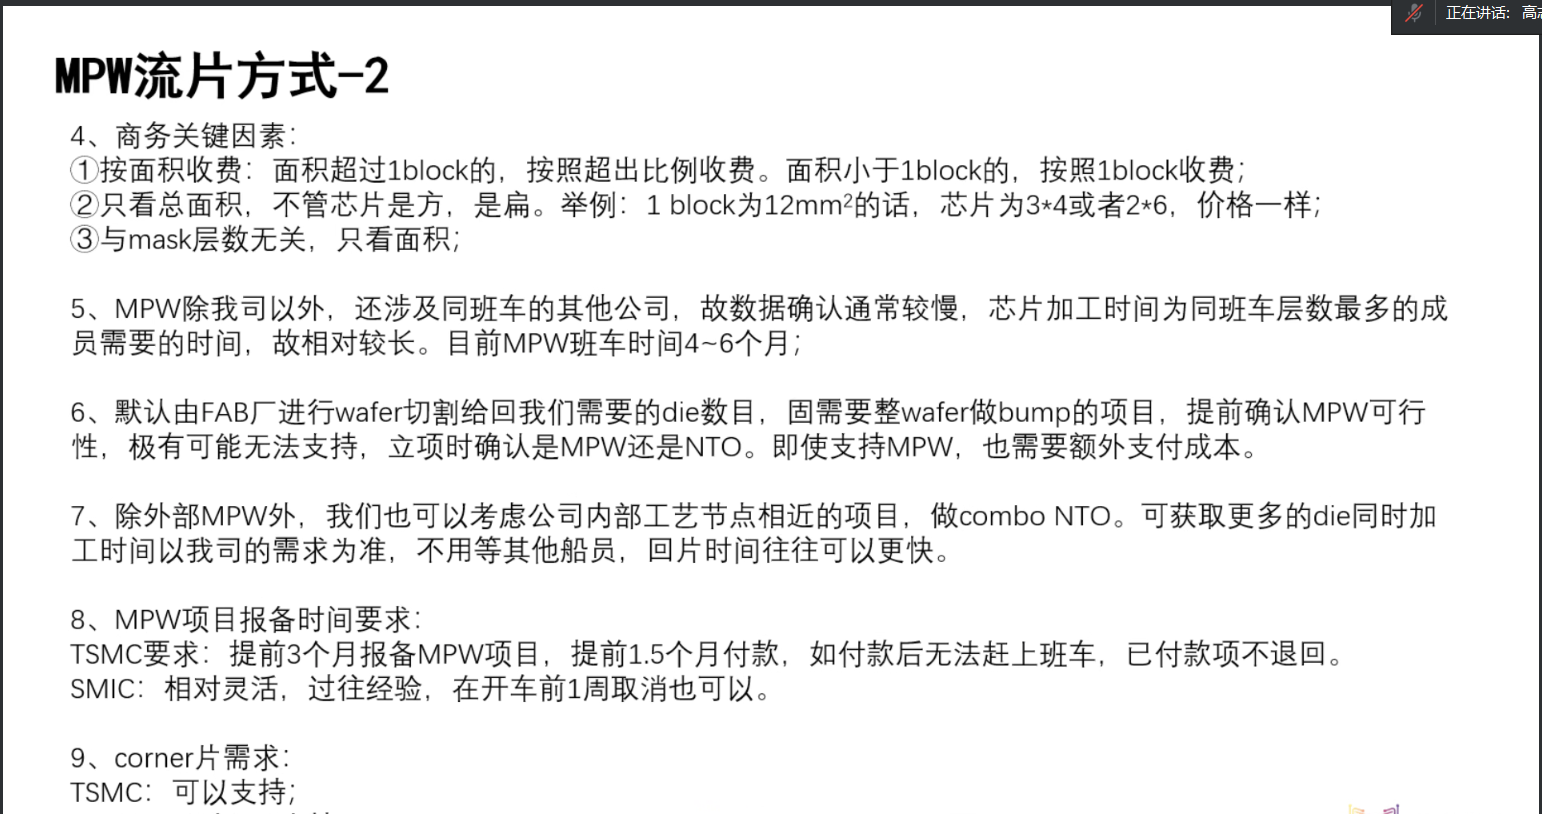 正在讲话: 高
MPW流片方式-2
4、商务关键因素：
①按面积收费：面积超过1block的，按照超出比例收费。面积小于1block的，按照1block收费；
②只看总面积，不管芯片是方，是扁。举例：1 block为12mm²的话，芯片为3*4或者2*6，价格一样；
③与mask层数无关，只看面积；
5、MPW除我司以外，还涉及同班车的其他公司，故数据确认通常较慢，芯片加工时间为同班车层数最多的成
员需要的时间，故相对较长。目前MPW班车时间4~6个月；
6、默认由FAB厂进行wafer切割给回我们需要的die数目，固需要整wafer做bump的项目，提前确认MPW可行
性，极有可能无法支持，立项时确认是MPW还是NTO。即使支持MPW，也需要额外支付成本。
7、除外部MPW外，我们也可以考虑公司内部工艺节点相近的项目，做combo NTO。可获取更多的die同时加
工时间以我司的需求为准，不用等其他船员，回片时间往往可以更快。
8、MPW项目报备时间要求：
TSMC要求：提前3个月报备MPW项目，提前1.5个月付款，如付款后无法赶上班车，已付款项不退回。
SMIC：相对灵活，过往经验，在开车前1周取消也可以。
9、corner片需求：
TSMC：可以支持；